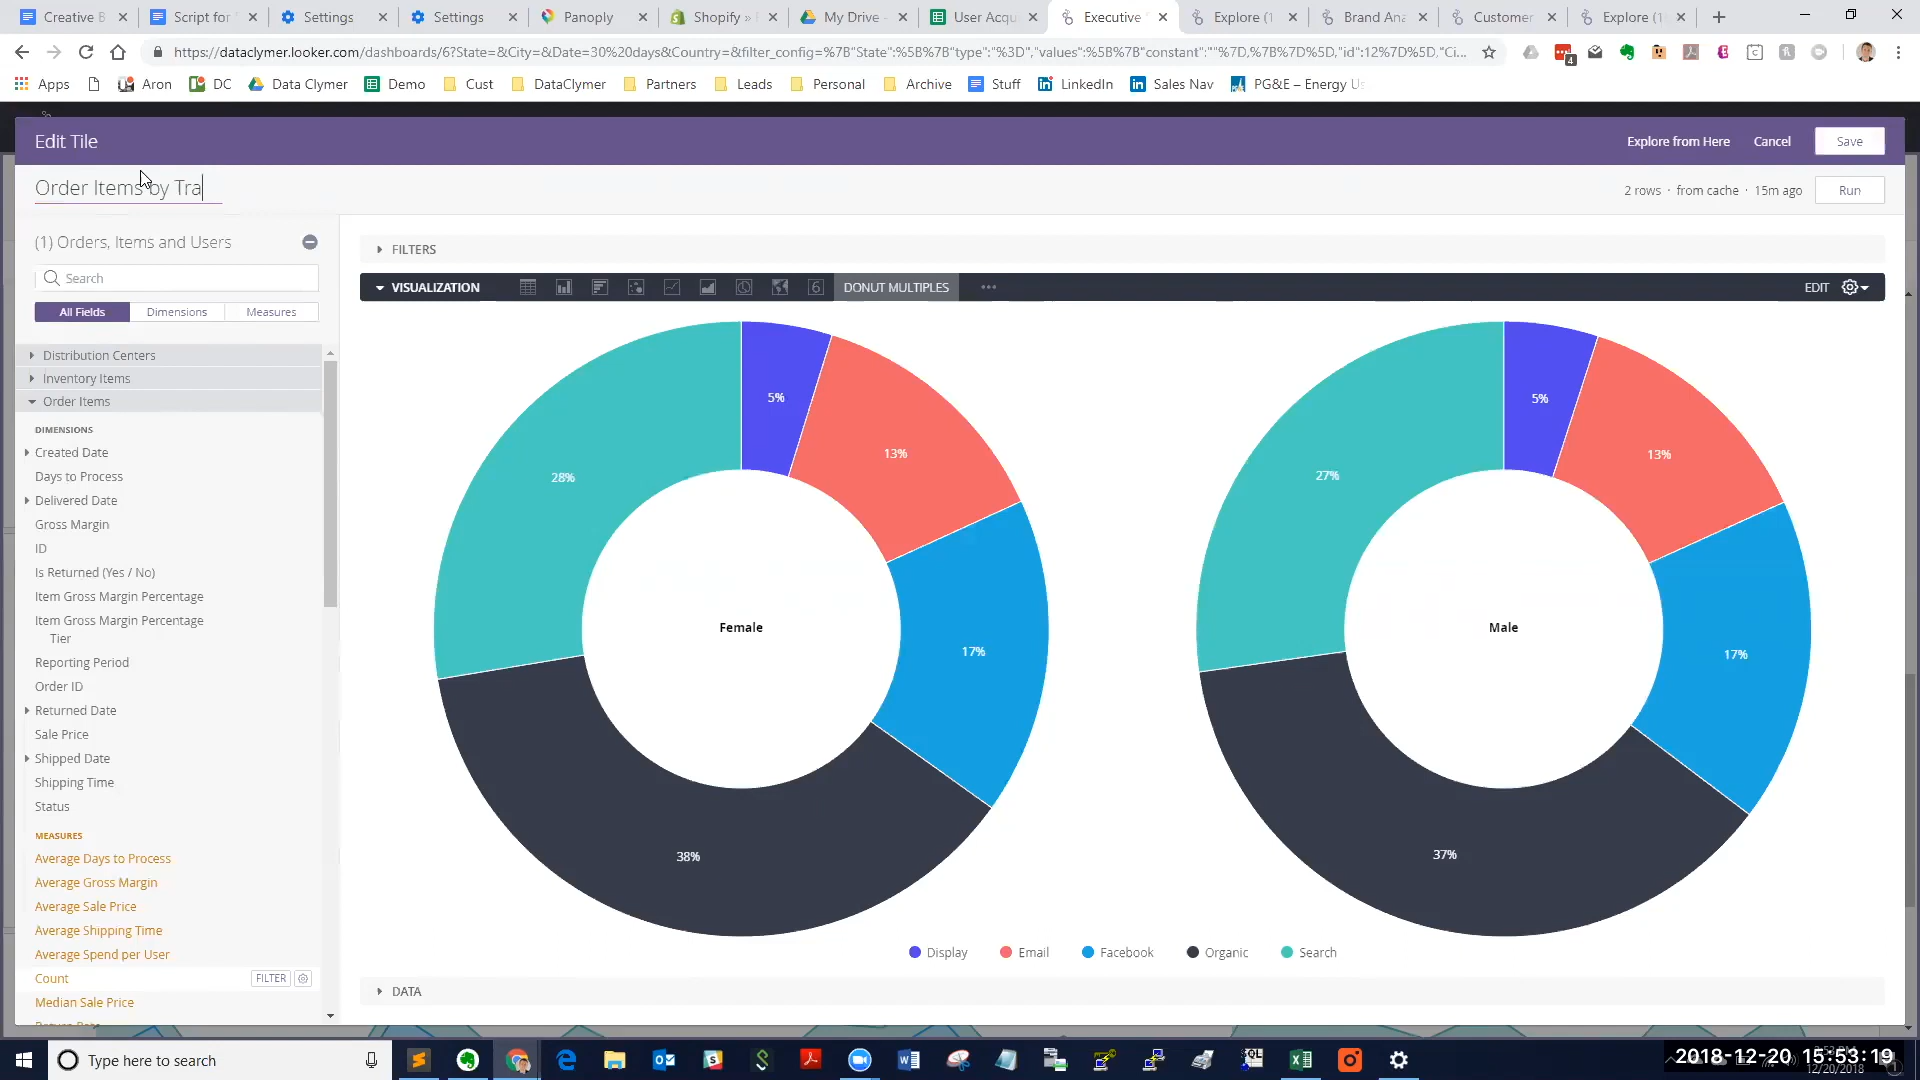 Creative B
Script for
Settings
Settings
Panoply
Shopify » F
My Drive -
User Acqu
Executive
Explore (1
Brand Ana
Customer
Explore (1
https://dataclymer.looker.com/dashboards/6?State=&City=&Date=30%20days&Country=&filter_config=%7B"State":%5B%7B"type":"%3D","values":%5B%7B"constant":""%7D,%7B%7D%5D,"id":12%7D%5D,"Ci...
4
Apps
Aron
DC
Data Clymer
Demo
Cust
DataClymer
Partners
Leads
Personal
Archive
Stuff
LinkedIn
Sales Nav
PG&E – Energy Us
Edit Tile
Explore from Here
Cancel
Save
Order Items by Tra
2 rows · from cache · 15m ago
Run
(1) Orders, Items and Users
Search
All Fields
Dimensions
Measures
FILTERS
VISUALIZATION
6
DONUT MULTIPLES
EDIT
Distribution Centers
Inventory Items
Order Items
DIMENSIONS
Created Date
Days to Process
Delivered Date
Gross Margin
ID
Is Returned (Yes / No)
Item Gross Margin Percentage
Item Gross Margin Percentage
Tier
Reporting Period
Order ID
Returned Date
Sale Price
Shipped Date
Shipping Time
Status
MEASURES
Average Days to Process
Average Gross Margin
Average Sale Price
Average Shipping Time
Average Spend per User
Count
FILTER
Median Sale Price
5%
13%
17%
38%
28%
Female
5%
13%
17%
37%
27%
Male
Display
Email
Facebook
Organic
Search
DATA
Type here to search
2018-12-20 15:53:19
12/20/2018